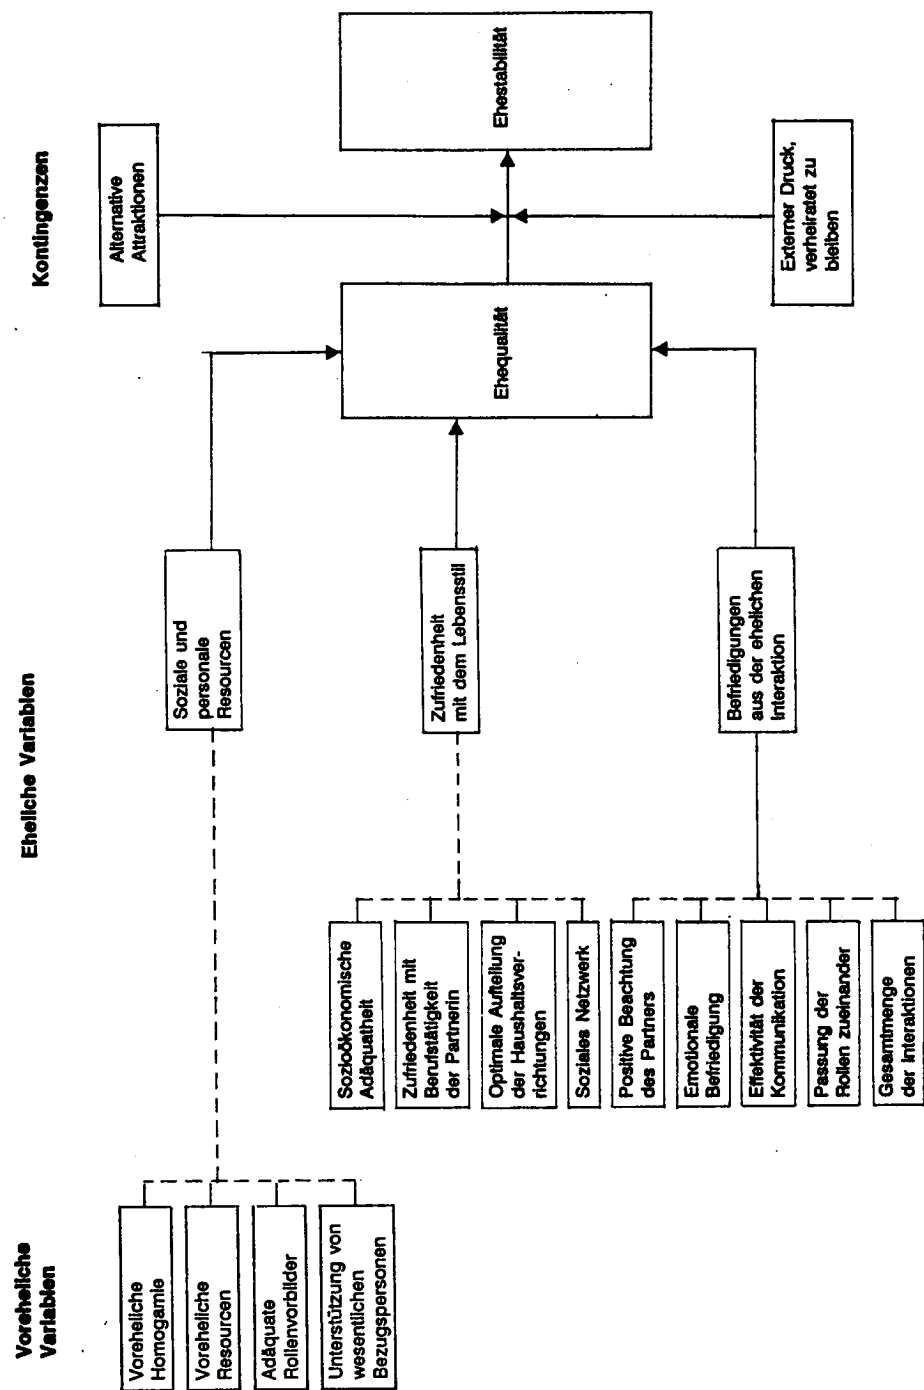 Voreheliche
Variablen
Eheliche Variablen
Kontingenzen
Voreheliche
Homogamie
Voreheliche
Resourcen
Adäquate
Rollenvorbilder
Unterstützung von
wesentlichen
Bezugspersonen
Soziale und
personale
Resourcen
Sozioökonomische
Adäquatheit
Zufriedenheit mit
Berufstätigkeit
der Partnerin
Optimale Aufteilung
der Haushaltsver-
richtungen
Soziales Netzwerk
Zufriedenheit
mit dem Lebensstil
Positive Beachtung
des Partners
Emotionale
Befriedigung
Effektivität der
Kommunikation
Passung der
Rollen zueinander
Gesamtmenge
der Interaktionen
Befriedigungen
aus der ehelichen
Interaktion
Ehequalität
Alternative
Attraktionen
Externer Druck,
verheiratet zu
bleiben
Ehestabilität